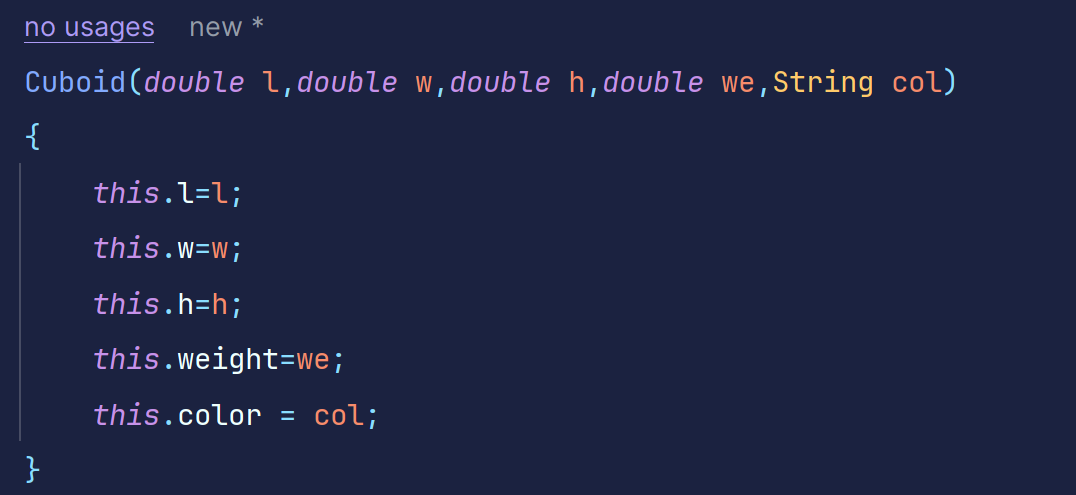 no usages new *
Cuboid(double l,double w,double h,double we,String col)
{
this.l=l;
this.w=w;
this.h=h;
this.weight=we;
this.color = col;
}